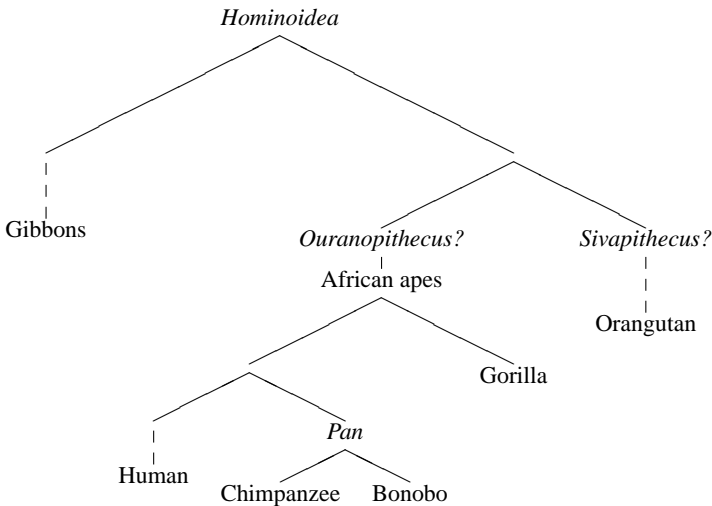 Hominoidea
Gibbons
Ouranopithecus?
Sivapithecus?
African apes
Orangutan
Gorilla
Pan
Human
Chimpanzee
Bonobo